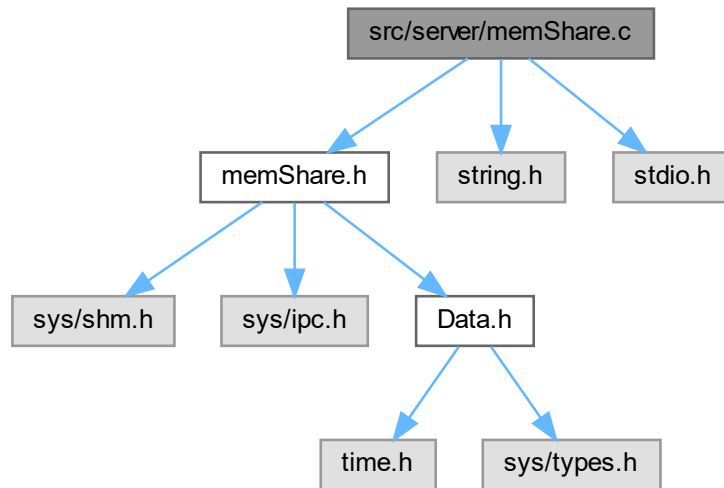 src/server/memShare.c
memShare.h
string.h
stdio.h
sys/shm.h
sys/ipc.h
Data.h
time.h
sys/types.h